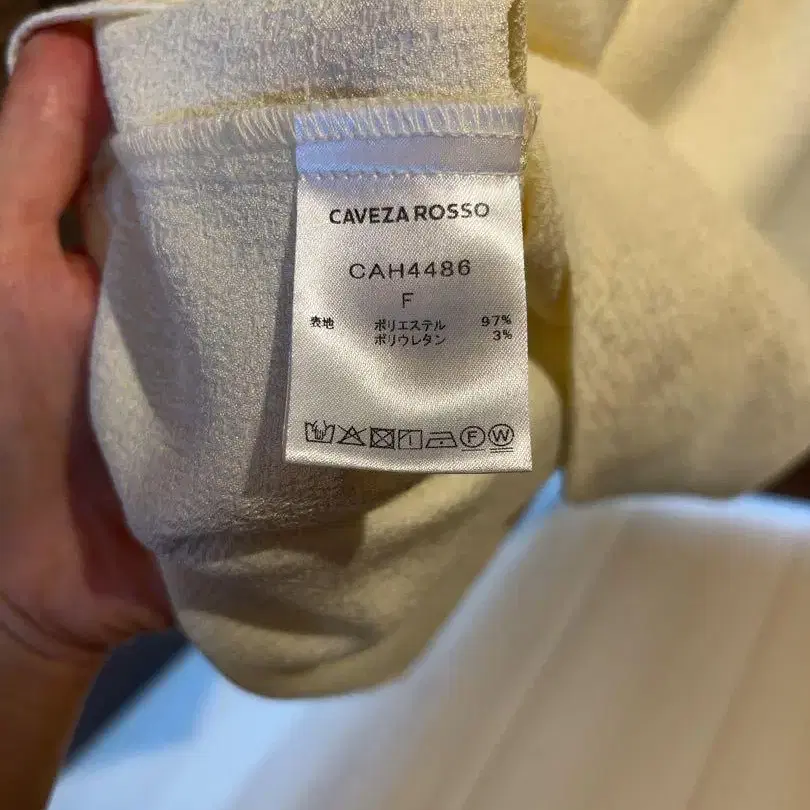 CAVEZA ROSSO
CAH4486
F
表地 ポリエステル 97%
ポリウレタン 3%
F W